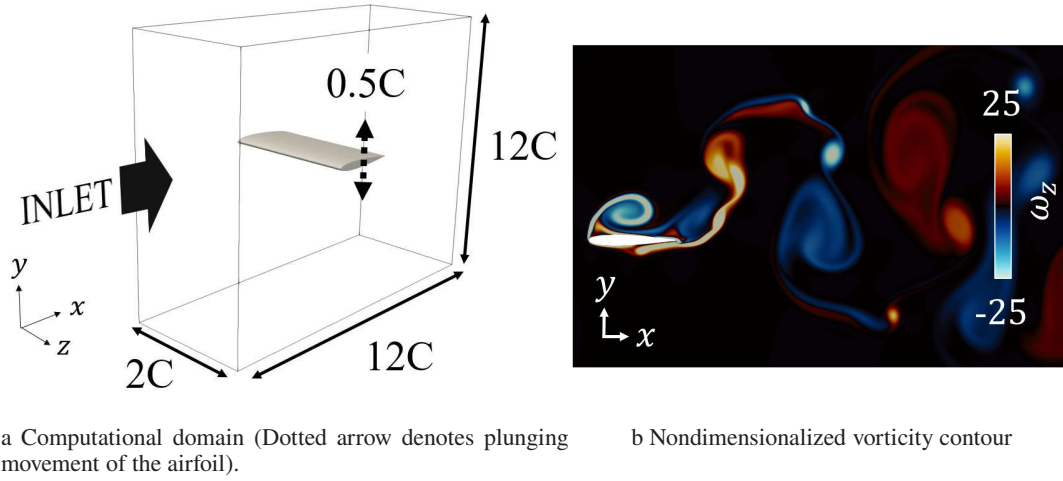 0.5C
12C
INLET
y
x
z
2C
12C
25
ω_z
-25
y
x
a Computational domain (Dotted arrow denotes plunging
movement of the airfoil).
b Nondimensionalized vorticity contour